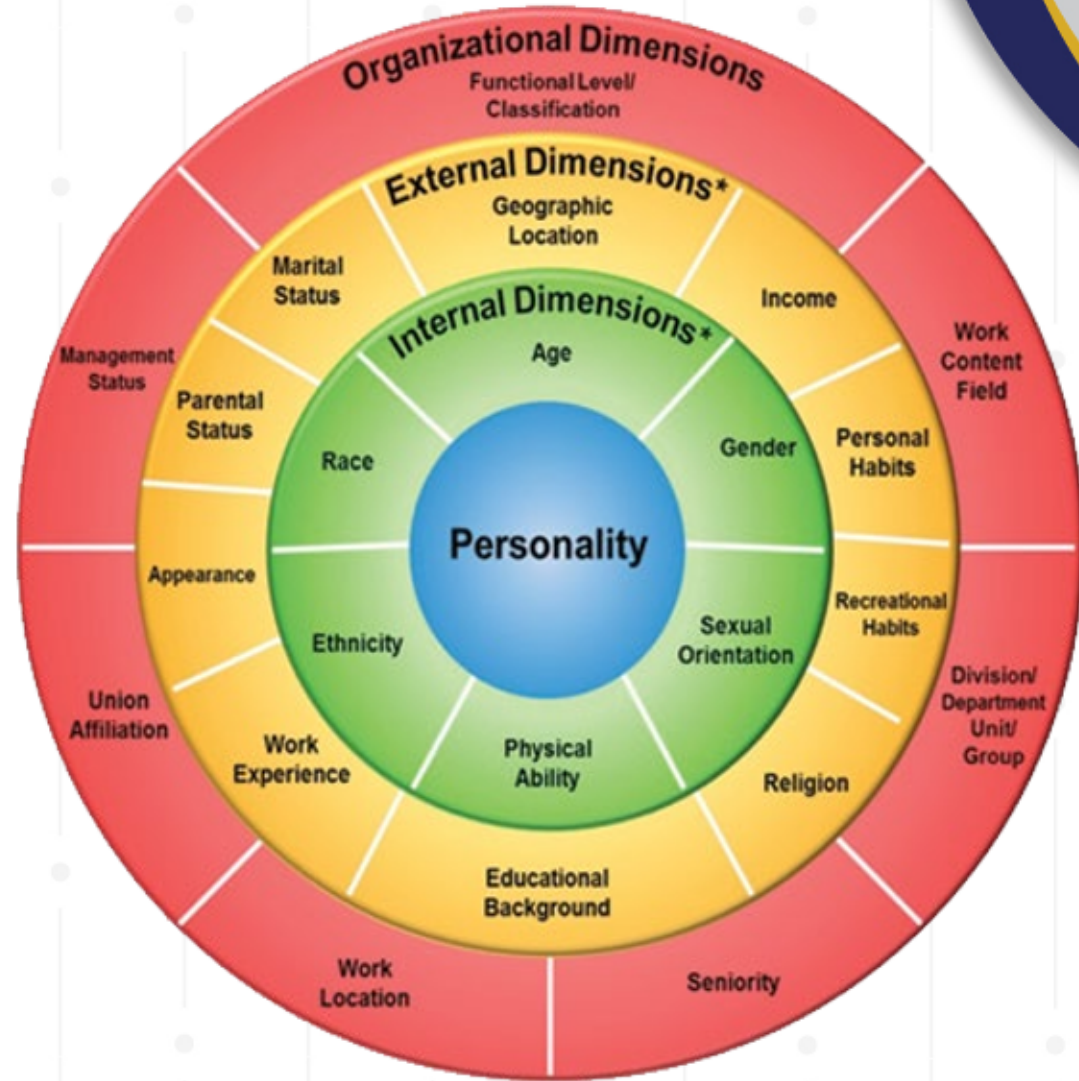 Organizational Dimensions
Functional Level/
Classification
Work
Content
Field
Division/
Department
Unit/
Group
Seniority
Work
Location
Union
Affiliation
Management
Status
External Dimensions*
Geographic
Location
Income
Personal
Habits
Recreational
Habits
Religion
Educational
Background
Work
Experience
Appearance
Parental
Status
Marital
Status
Internal Dimensions*
Age
Gender
Sexual
Orientation
Physical
Ability
Ethnicity
Race
Personality